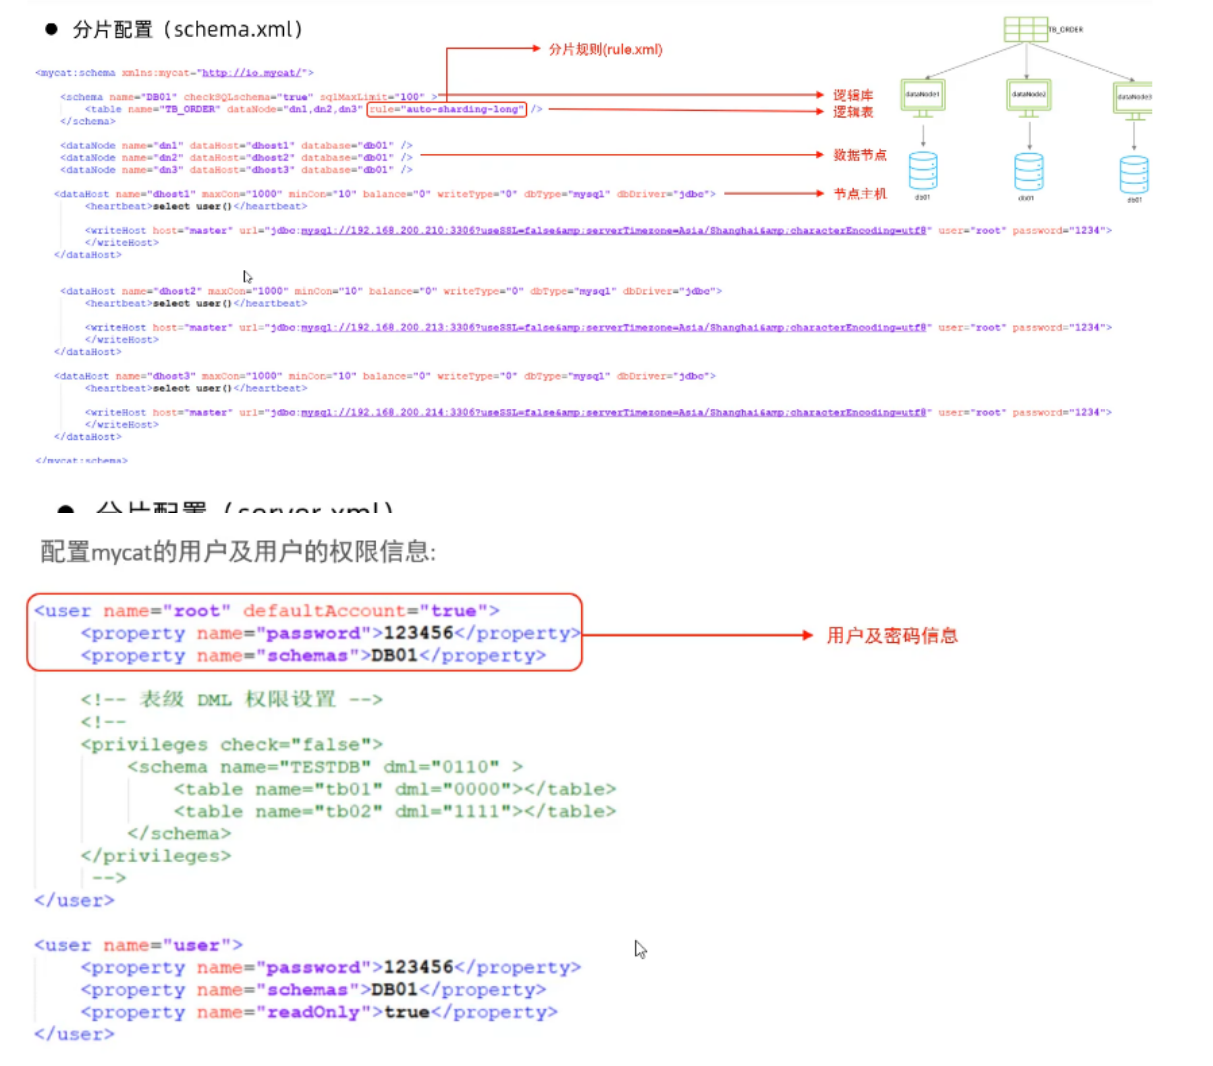 ● 分片配置（schema.xml）
TB_ORDER
分片规则(rule.xml)
<mycat:schema xmlns:mycat="http://io.mycat/">
<schema name="DB01" checkSQLschema="true" sqlMaxLimit="100" >
逻辑库
<table name="TB_ORDER" dataNode="dn1,dn2,dn3" rule="auto-sharding-long" />
逻辑表
</schema>
dataNode1
dataNode2
dataNode3
<dataNode name="dn1" dataHost="dhost1" database="db01" />
<dataNode name="dn2" dataHost="dhost2" database="db01" />
数据节点
<dataNode name="dn3" dataHost="dhost3" database="db01" />
<dataHost name="dhost1" maxCon="1000" minCon="10" balance="0" writeType="0" dbType="mysql" dbDriver="jdbc">
节点主机
db01
db01
db01
<heartbeat>select user()</heartbeat>
<writeHost host="master" url="jdbc:mysql://192.168.200.210:3306?useSSL=false&amp;serverTimezone=Asia/Shanghai&amp;characterEncoding=utf8" user="root" password="1234">
</writeHost>
</dataHost>
<dataHost name="dhost2" maxCon="1000" minCon="10" balance="0" writeType="0" dbType="mysql" dbDriver="jdbc">
<heartbeat>select user()</heartbeat>
<writeHost host="master" url="jdbc:mysql://192.168.200.213:3306?useSSL=false&amp;serverTimezone=Asia/Shanghai&amp;characterEncoding=utf8" user="root" password="1234">
</writeHost>
</dataHost>
<dataHost name="dhost3" maxCon="1000" minCon="10" balance="0" writeType="0" dbType="mysql" dbDriver="jdbc">
<heartbeat>select user()</heartbeat>
<writeHost host="master" url="jdbc:mysql://192.168.200.214:3306?useSSL=false&amp;serverTimezone=Asia/Shanghai&amp;characterEncoding=utf8" user="root" password="1234">
</writeHost>
</dataHost>
</mycat:schema>
● 分片配置（server.xml）
配置mycat的用户及用户的权限信息:
<user name="root" defaultAccount="true">
<property name="password">123456</property>
用户及密码信息
<property name="schemas">DB01</property>
<!-- 表级 DML 权限设置 -->
<!--
<privileges check="false">
<schema name="TESTDB" dml="0110" >
<table name="tb01" dml="0000"></table>
<table name="tb02" dml="1111"></table>
</schema>
</privileges>
-->
</user>
<user name="user">
<property name="password">123456</property>
<property name="schemas">DB01</property>
<property name="readOnly">true</property>
</user>